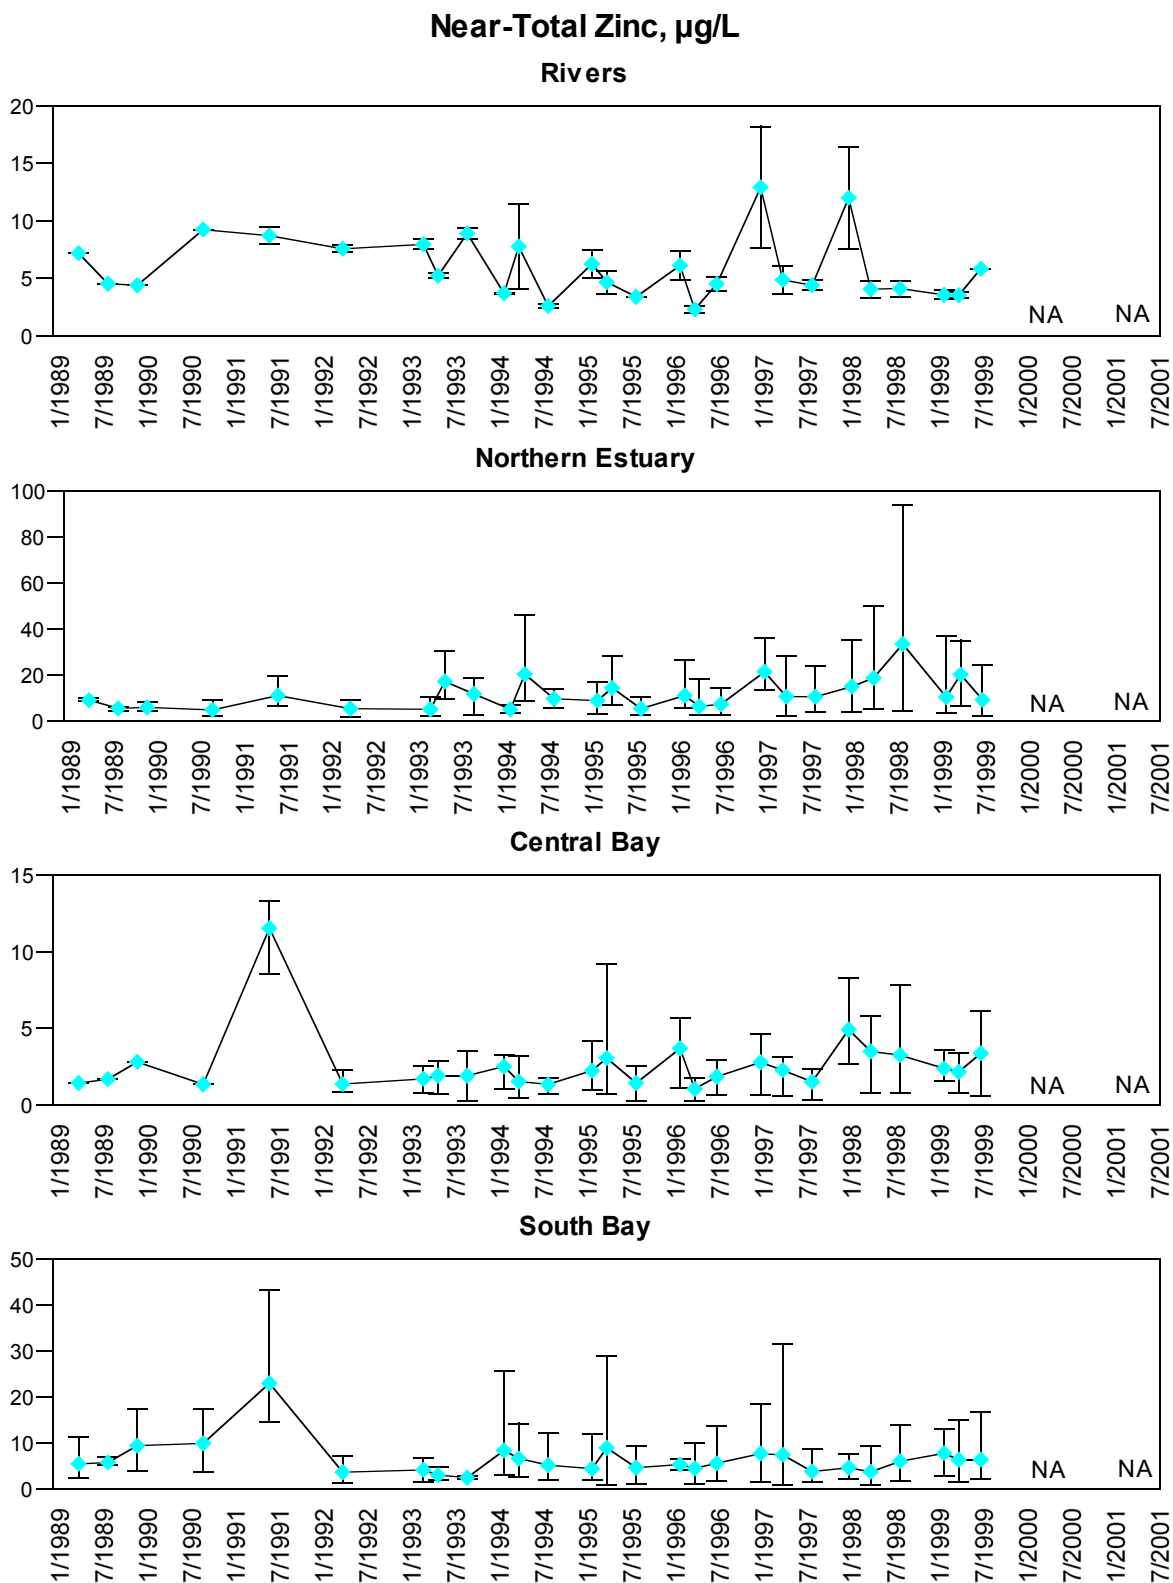 Near-Total Zinc, µg/L
Rivers
20
15
10
5
0
NA NA
1/1989 7/1989 1/1990 7/1990 1/1991 7/1991 1/1992 7/1992 1/1993 7/1993 1/1994 7/1994 1/1995 7/1995 1/1996 7/1996 1/1997 7/1997 1/1998 7/1998 1/1999 7/1999 1/2000 7/2000 1/2001 7/2001
Northern Estuary
100
80
60
40
20
0
NA NA
1/1989 7/1989 1/1990 7/1990 1/1991 7/1991 1/1992 7/1992 1/1993 7/1993 1/1994 7/1994 1/1995 7/1995 1/1996 7/1996 1/1997 7/1997 1/1998 7/1998 1/1999 7/1999 1/2000 7/2000 1/2001 7/2001
Central Bay
15
10
5
0
NA NA
1/1989 7/1989 1/1990 7/1990 1/1991 7/1991 1/1992 7/1992 1/1993 7/1993 1/1994 7/1994 1/1995 7/1995 1/1996 7/1996 1/1997 7/1997 1/1998 7/1998 1/1999 7/1999 1/2000 7/2000 1/2001 7/2001
South Bay
50
40
30
20
10
0
NA NA
1/1989 7/1989 1/1990 7/1990 1/1991 7/1991 1/1992 7/1992 1/1993 7/1993 1/1994 7/1994 1/1995 7/1995 1/1996 7/1996 1/1997 7/1997 1/1998 7/1998 1/1999 7/1999 1/2000 7/2000 1/2001 7/2001